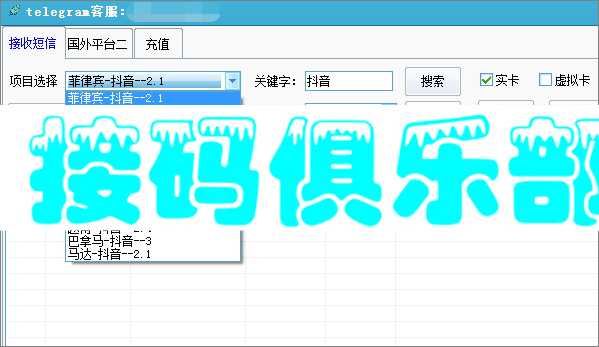 telegram客服:
接收短信 国外平台二 充值
项目选择 菲律宾-抖音--2.1 关键字: 抖音 搜索 实卡 虚拟卡
菲律宾-抖音--2.1
接码俱乐部
巴拿马-抖音--3
马达-抖音--2.1